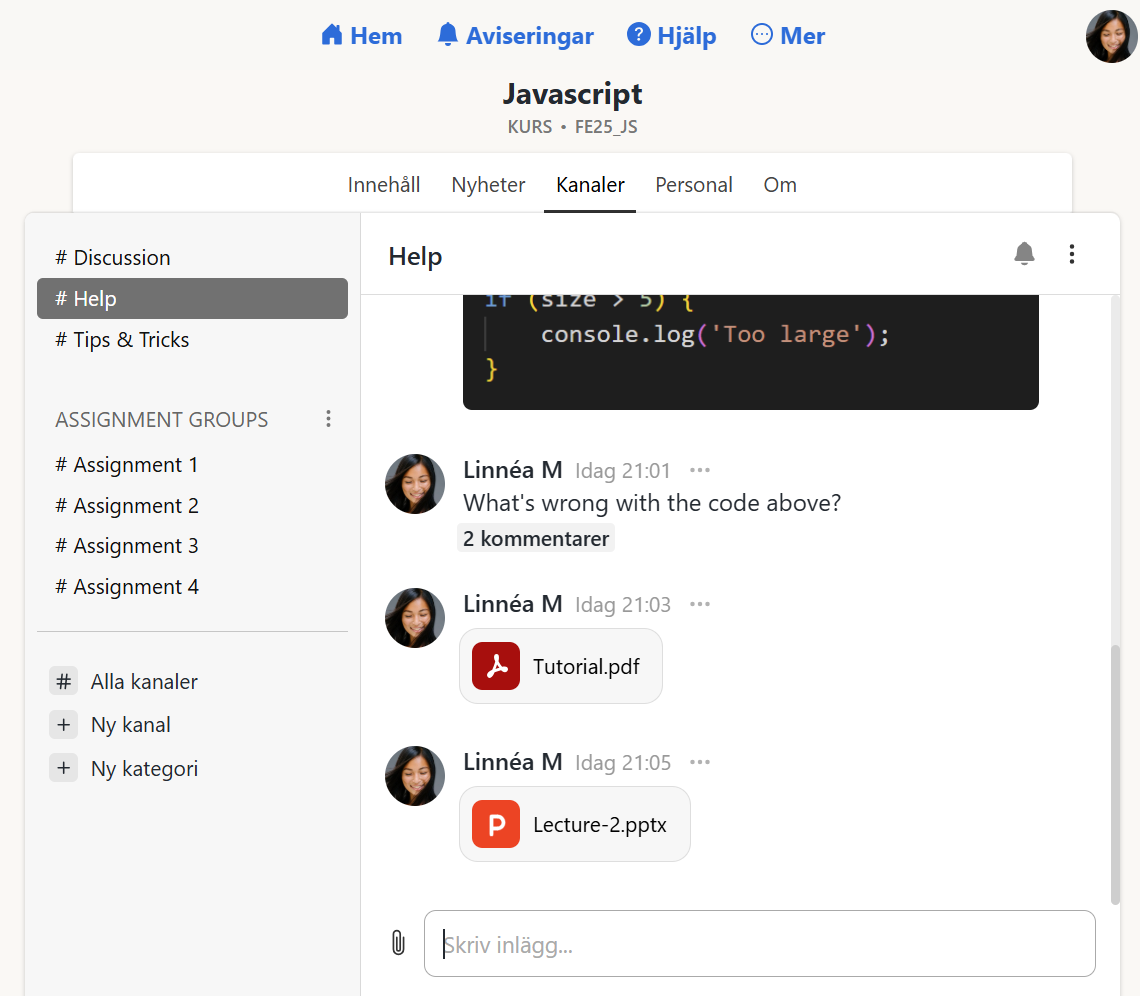 Hem Aviseringar Hjälp Mer
Javascript
KURS • FE25_JS
Innehåll Nyheter Kanaler Personal Om
# Discussion
# Help
# Tips & Tricks
ASSIGNMENT GROUPS
# Assignment 1
# Assignment 2
# Assignment 3
# Assignment 4
# Alla kanaler
+ Ny kanal
+ Ny kategori
Help
if (size > 5) {
console.log('Too large');
}
Linnéa M Idag 21:01
What's wrong with the code above?
2 kommentarer
Linnéa M Idag 21:03
Tutorial.pdf
Linnéa M Idag 21:05
P Lecture-2.pptx
Skriv inlägg...